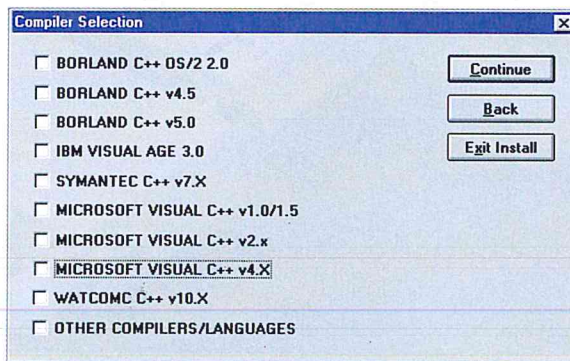 Compiler Selection
BORLAND C++ OS/2 2.0
BORLAND C++ v4.5
BORLAND C++ v5.0
IBM VISUAL AGE 3.0
SYMANTEC C++ v7.X
MICROSOFT VISUAL C++ v1.0/1.5
MICROSOFT VISUAL C++ v2.x
MICROSOFT VISUAL C++ v4.X
WATCOMC C++ v10.X
OTHER COMPILERS/LANGUAGES
Continue
Back
Exit Install